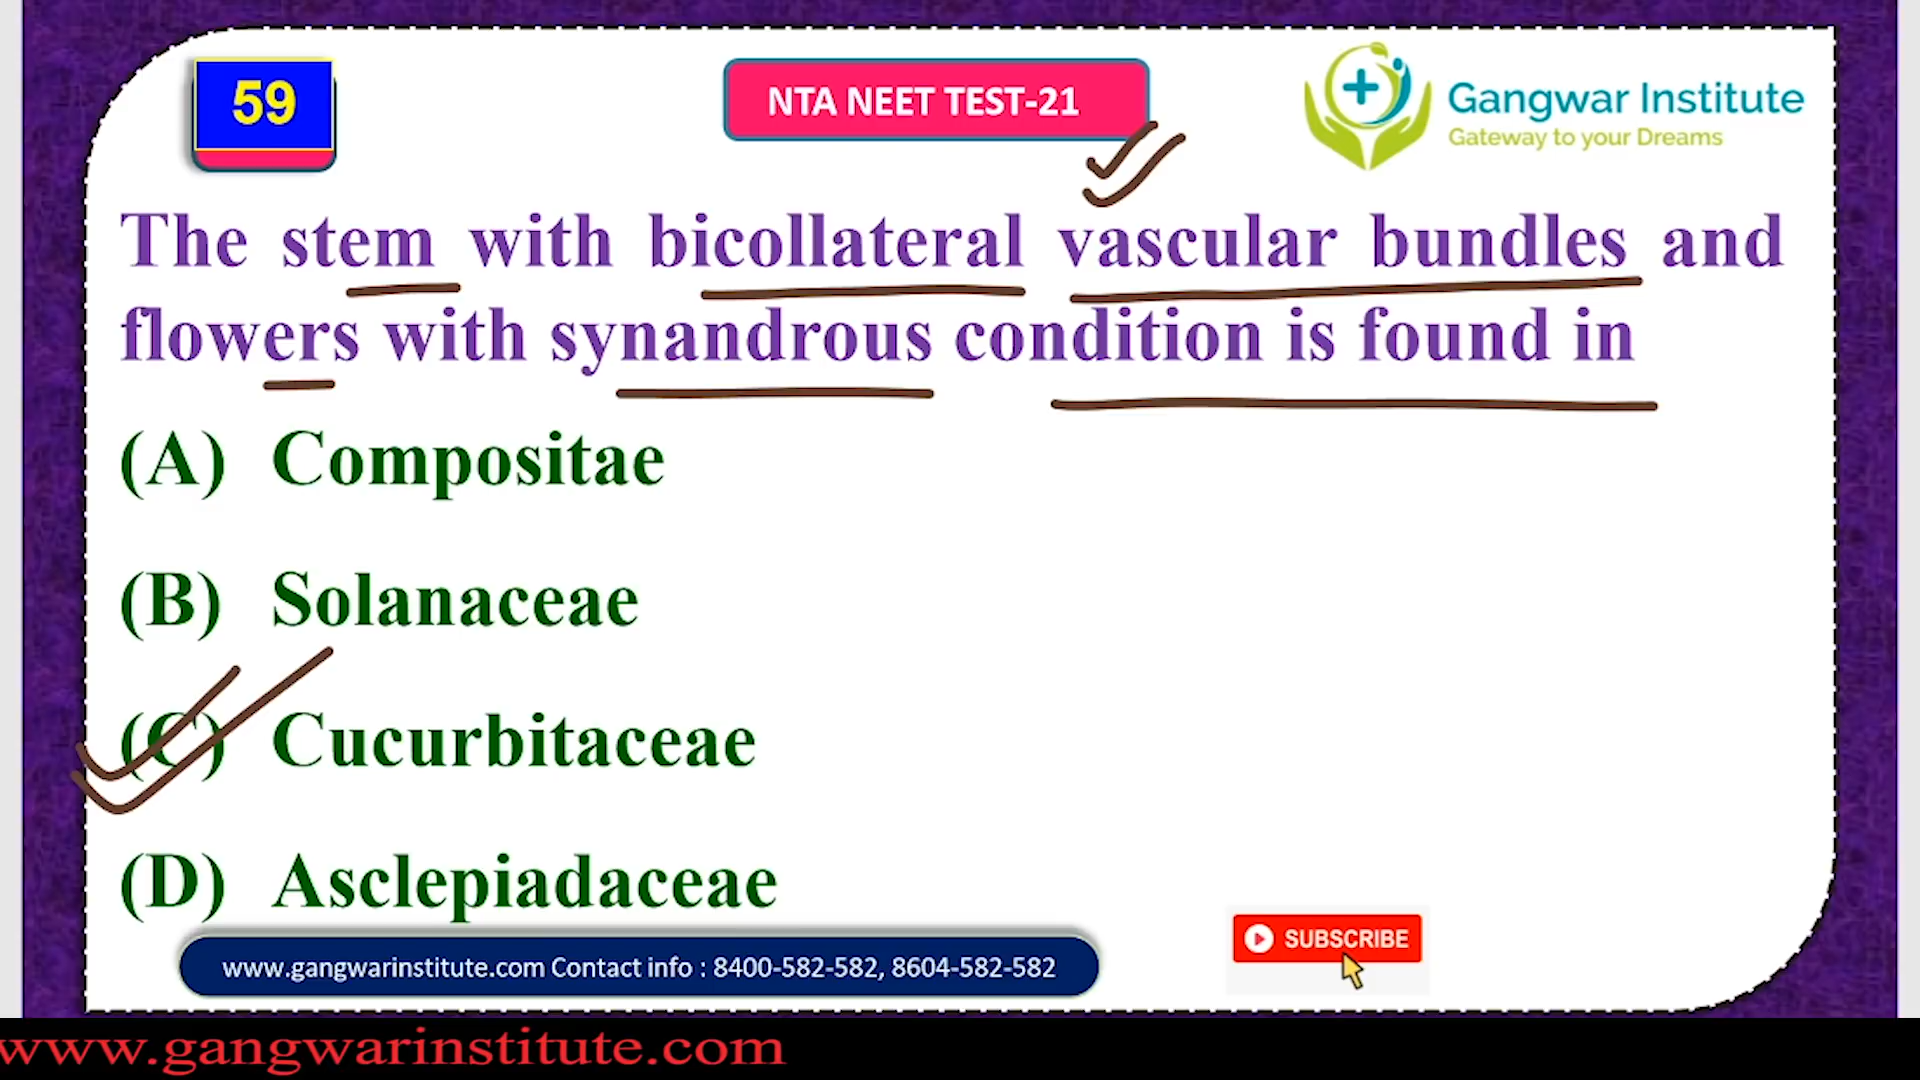 59
NTA NEET TEST-21
Gangwar Institute
Gateway to your Dreams
The stem with bicollateral vascular bundles and
flowers with synandrous condition is found in
(A) Compositae
(B) Solanaceae
(C) Cucurbitaceae
(D) Asclepiadaceae
www.gangwarinstitute.com Contact info : 8400-582-582, 8604-582-582
SUBSCRIBE
www.gangwarinstitute.com